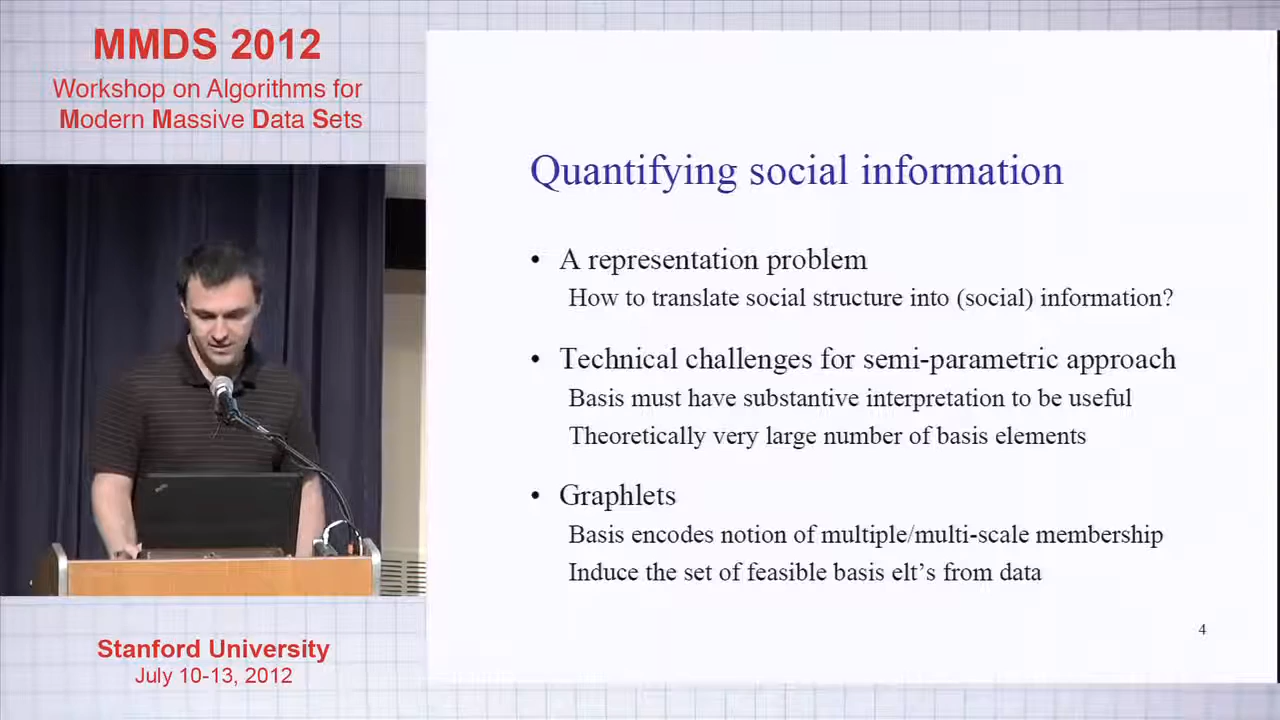 MMDS 2012
Workshop on Algorithms for
Modern Massive Data Sets
Quantifying social information
• A representation problem
How to translate social structure into (social) information?
• Technical challenges for semi-parametric approach
Basis must have substantive interpretation to be useful
Theoretically very large number of basis elements
• Graphlets
Basis encodes notion of multiple/multi-scale membership
Induce the set of feasible basis elt's from data
4
Stanford University
July 10-13, 2012